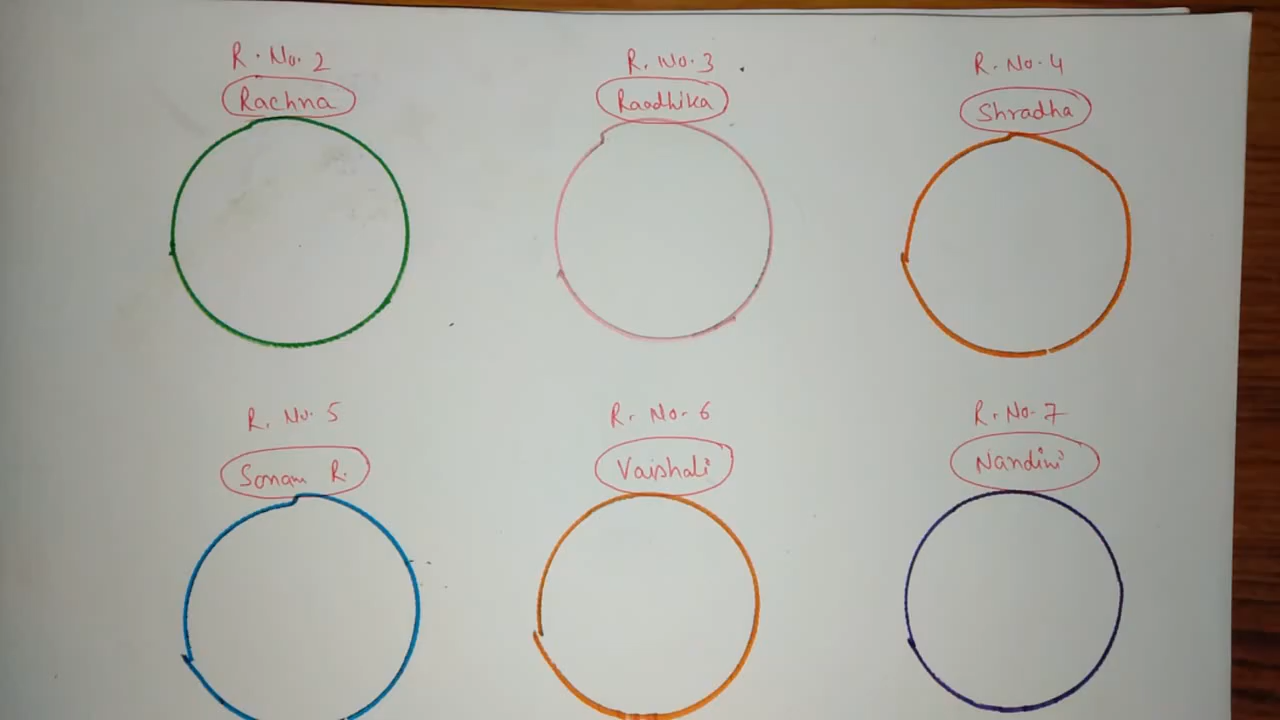 R. No. 2
Rachna
R. No. 3
Raadhika
R. No. 4
Shradha
R. No. 5
Sonam R.
R. No. 6
Vaishali
R. No. 7
Nandini